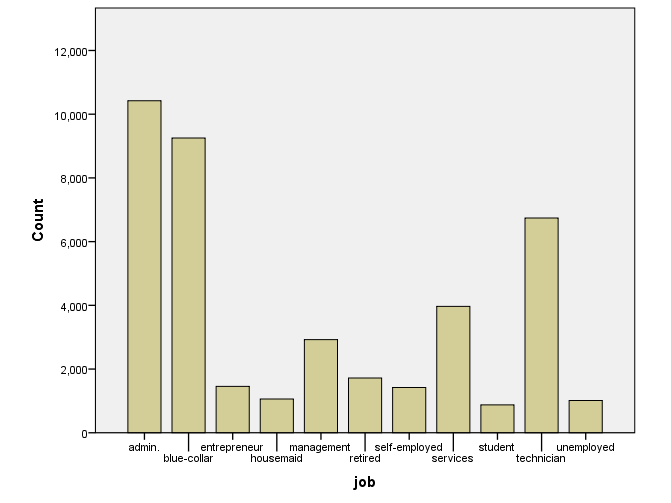 12,000
10,000
8,000
6,000
4,000
2,000
0
Count
admin.
blue-collar
entrepreneur
housemaid
management
retired
self-employed
services
student
technician
unemployed
job